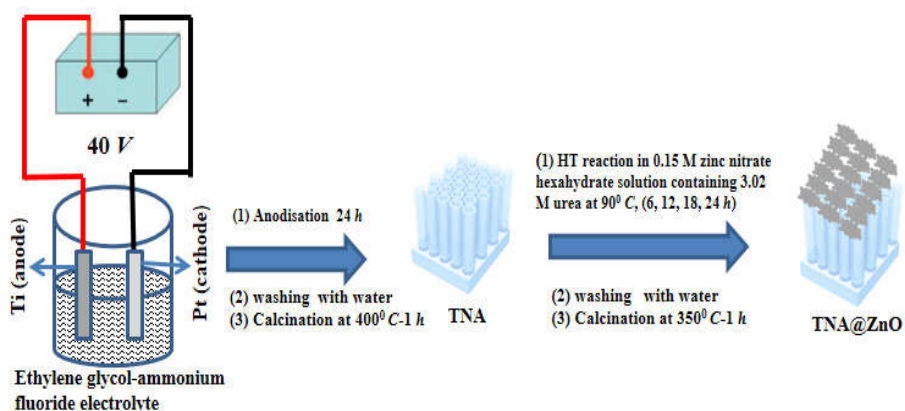 + −
40 V
Ti (anode)
Pt (cathode)
Ethylene glycol-ammonium
fluoride electrolyte
(1) Anodisation 24 h
(2) washing with water
(3) Calcination at 400⁰ C-1 h
TNA
(1) HT reaction in 0.15 M zinc nitrate
hexahydrate solution containing 3.02
M urea at 90⁰ C, (6, 12, 18, 24 h)
(2) washing with water
(3) Calcination at 350⁰ C-1 h
TNA@ZnO